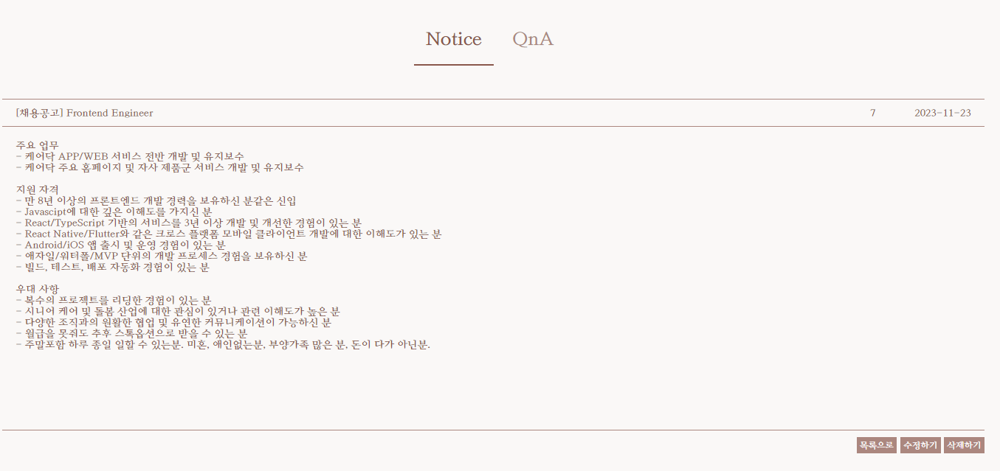 Notice QnA
[채용공고] Frontend Engineer 7 2023-11-23
주요 업무
- 케어닥 APP/WEB 서비스 전반 개발 및 유지보수
- 케어닥 주요 홈페이지 및 자사 제품군 서비스 개발 및 유지보수
지원 자격
- 만 8년 이상의 프론트엔드 개발 경력을 보유하신 분같은 신입
- Javascipt에 대한 깊은 이해도를 가지신 분
- React/TypeScript 기반의 서비스를 3년 이상 개발 및 개선한 경험이 있는 분
- React Native/Flutter와 같은 크로스 플랫폼 모바일 클라이언트 개발에 대한 이해도가 있는 분
- Android/iOS 앱 출시 및 운영 경험이 있는 분
- 애자일/워터폴/MVP 단위의 개발 프로세스 경험을 보유하신 분
- 빌드, 테스트, 배포 자동화 경험이 있는 분
우대 사항
- 복수의 프로젝트를 리딩한 경험이 있는 분
- 시니어 케어 및 돌봄 산업에 대한 관심이 있거나 관련 이해도가 높은 분
- 다양한 조직과의 원활한 협업 및 유연한 커뮤니케이션이 가능하신 분
- 월급을 못줘도 추후 스톡옵션으로 받을 수 있는 분
- 주말포함 하루 종일 일할 수 있는분. 미혼, 애인없는분, 부양가족 많은 분, 돈이 다가 아닌분.
목록으로 수정하기 삭제하기